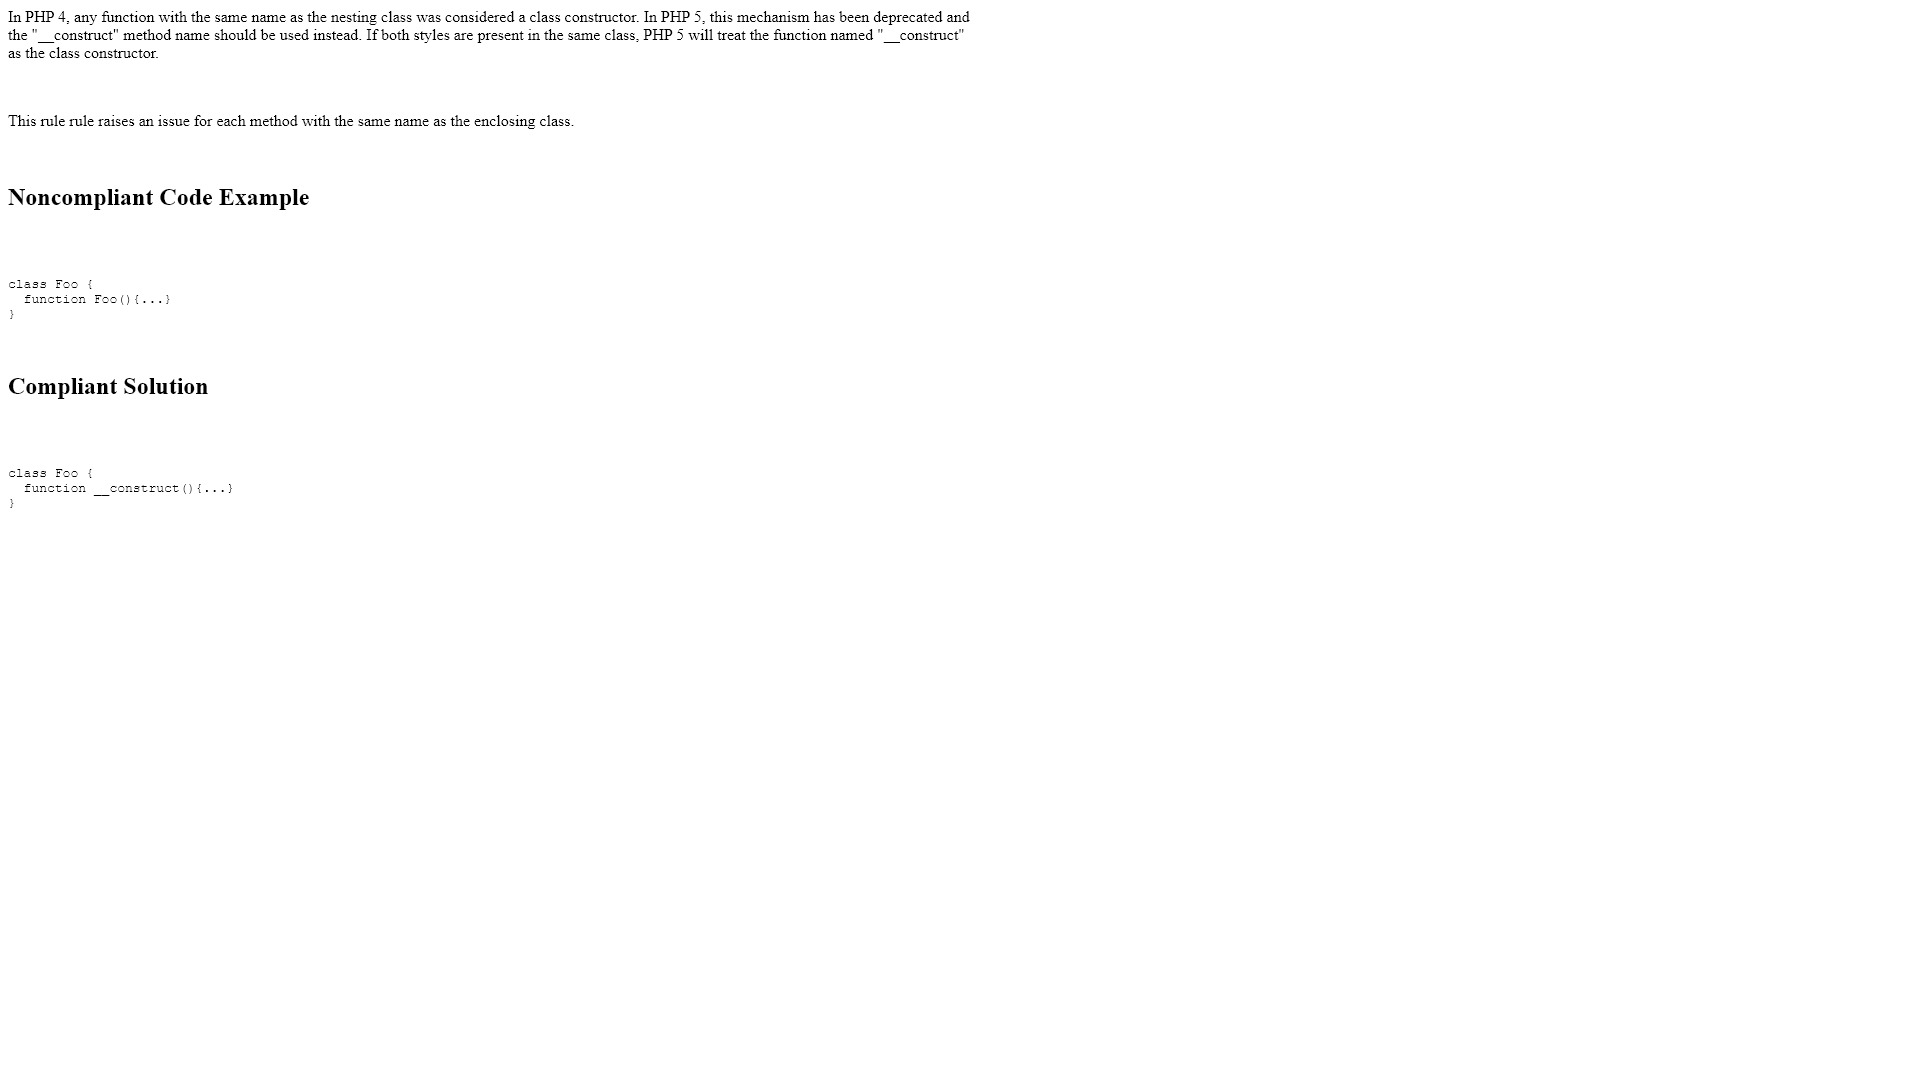 In PHP 4, any function with the same name as the nesting class was considered a class constructor. In PHP 5, this mechanism has been deprecated and
the "__construct" method name should be used instead. If both styles are present in the same class, PHP 5 will treat the function named "__construct"
as the class constructor.
This rule rule raises an issue for each method with the same name as the enclosing class.
Noncompliant Code Example
class Foo {
  function Foo(){...}
}
Compliant Solution
class Foo {
  function __construct(){...}
}